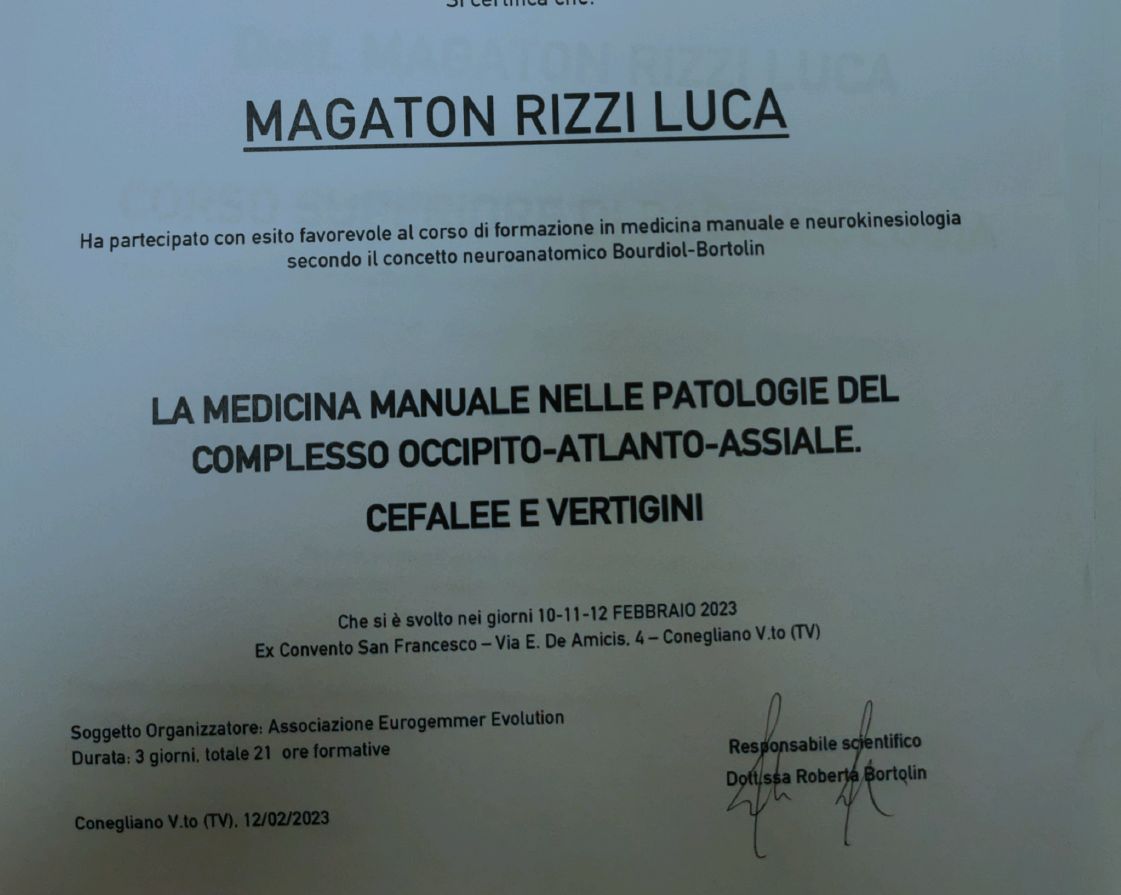 Si certifica che:
MAGATON RIZZI LUCA
Ha partecipato con esito favorevole al corso di formazione in medicina manuale e neurokinesiologia
secondo il concetto neuroanatomico Bourdiol-Bortolin
LA MEDICINA MANUALE NELLE PATOLOGIE DEL
COMPLESSO OCCIPITO-ATLANTO-ASSIALE.
CEFALEE E VERTIGINI
Che si è svolto nei giorni 10-11-12 FEBBRAIO 2023
Ex Convento San Francesco – Via E. De Amicis, 4 – Conegliano V.to (TV)
Soggetto Organizzatore: Associazione Eurogemmer Evolution
Durata: 3 giorni, totale 21 ore formative
Responsabile scientifico
Dott.ssa Roberta Bortolin
Conegliano V.to (TV), 12/02/2023